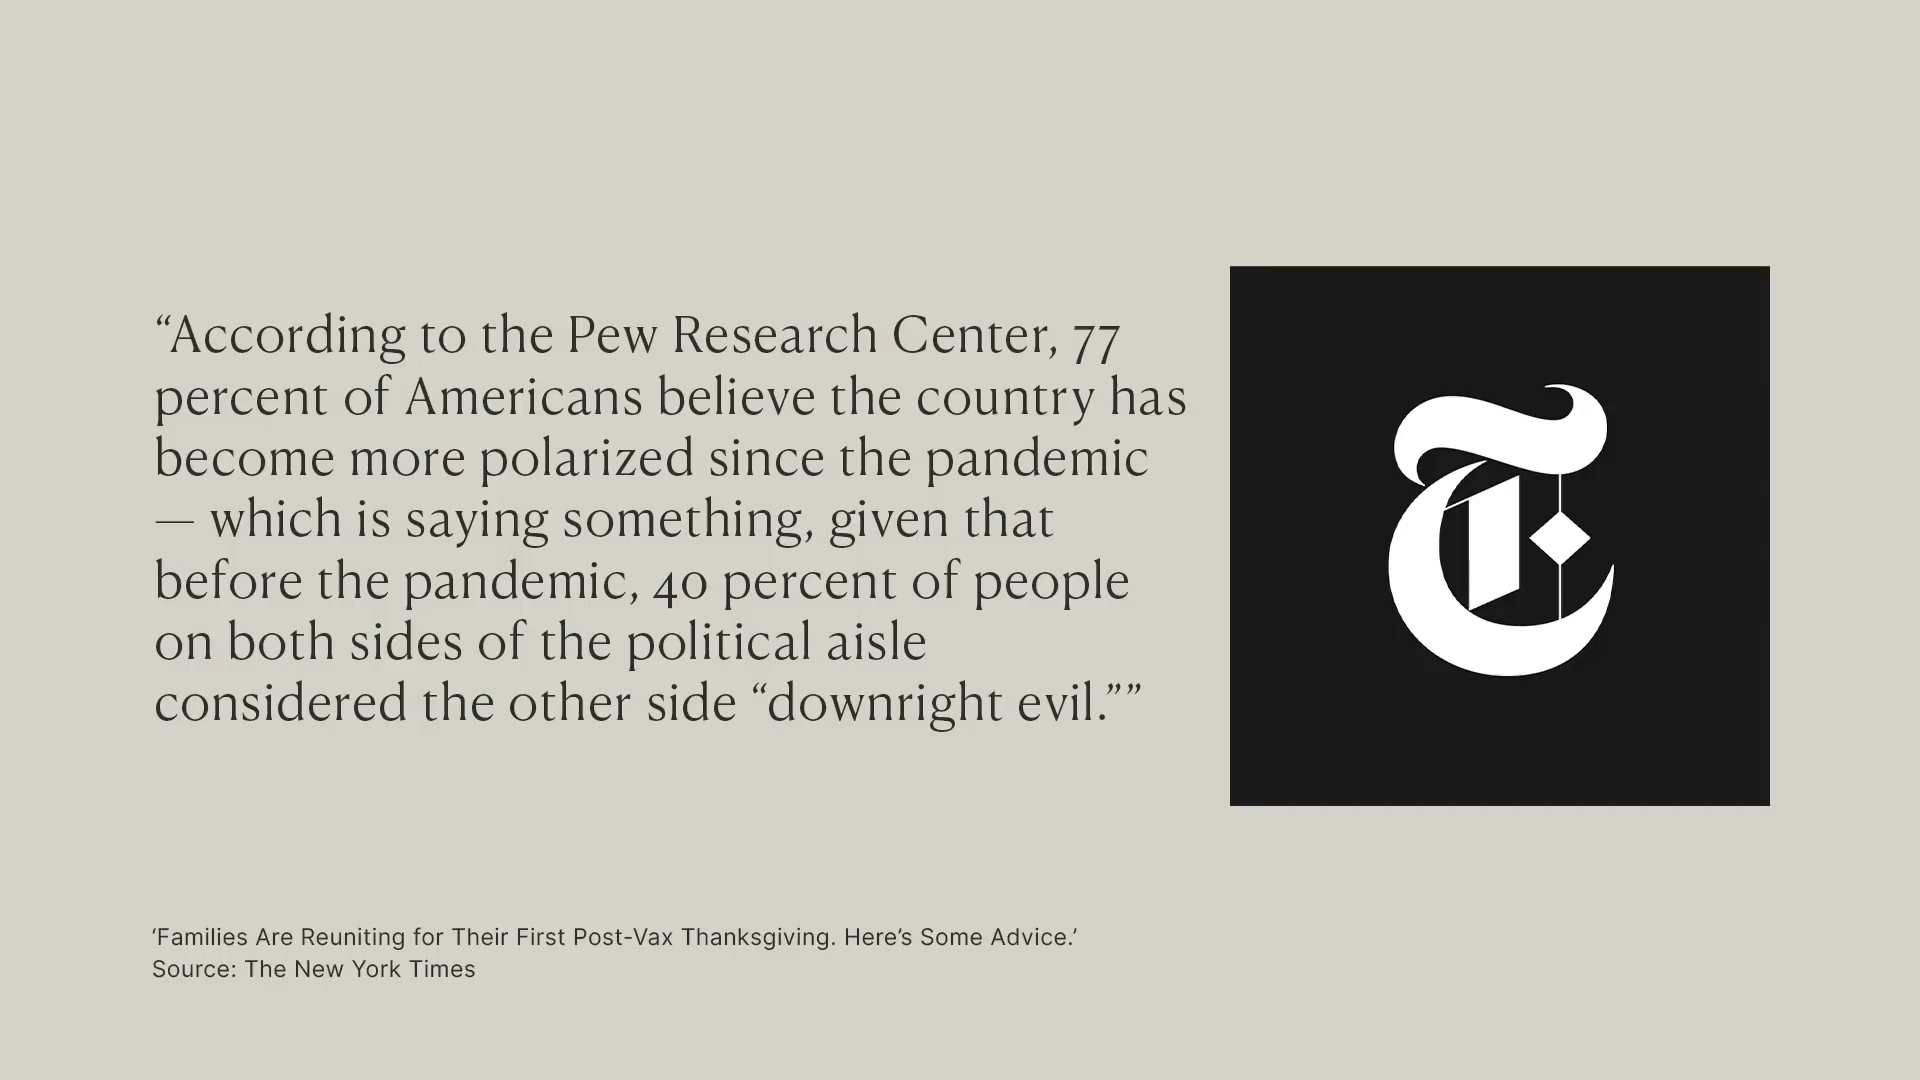 “According to the Pew Research Center, 77
percent of Americans believe the country has
become more polarized since the pandemic
— which is saying something, given that
before the pandemic, 40 percent of people
on both sides of the political aisle
considered the other side “downright evil.””
T
‘Families Are Reuniting for Their First Post-Vax Thanksgiving. Here’s Some Advice.’
Source: The New York Times